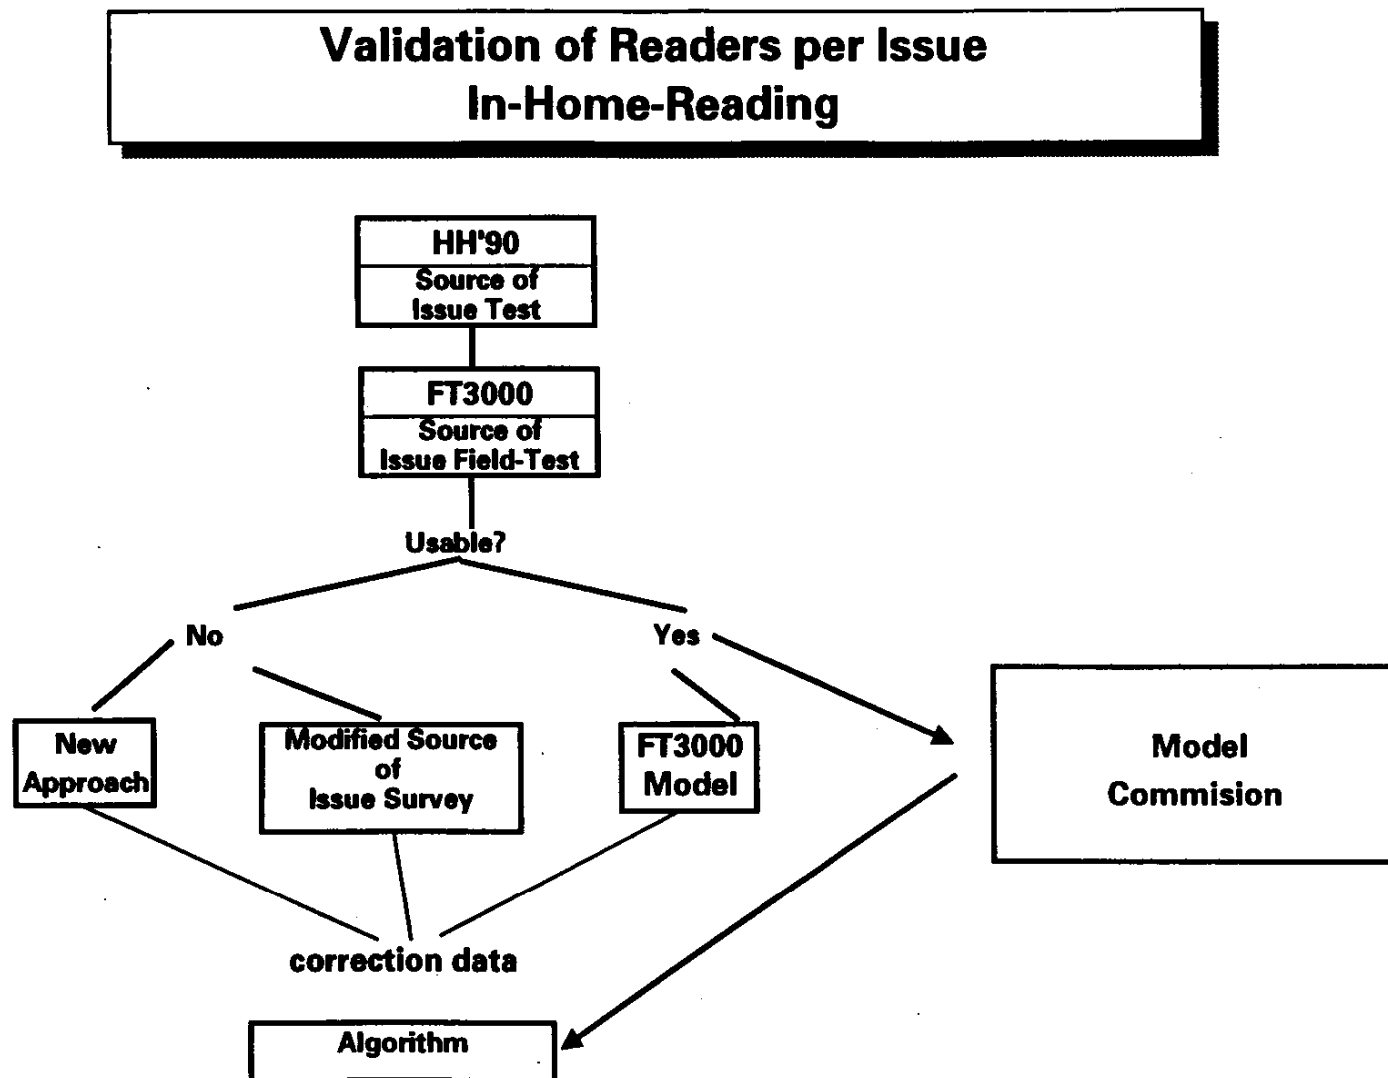 Validation of Readers per Issue
In-Home-Reading
HH'90
Source of
Issue Test
FT3000
Source of
Issue Field-Test
Usable?
No
Yes
New
Approach
Modified Source
of
Issue Survey
FT3000
Model
Model
Commision
correction data
Algorithm